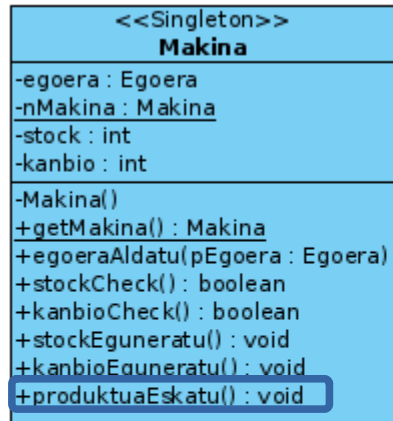 <<Singleton>>
Makina
-egoera : Egoera
-nMakina : Makina
-stock : int
-kanbio : int
-Makina()
+getMakina() : Makina
+egoeraAldatu(pEgoera : Egoera)
+stockCheck() : boolean
+kanbioCheck() : boolean
+stockEguneratu() : void
+kanbioEguneratu() : void
+produktuaEskatu() : void